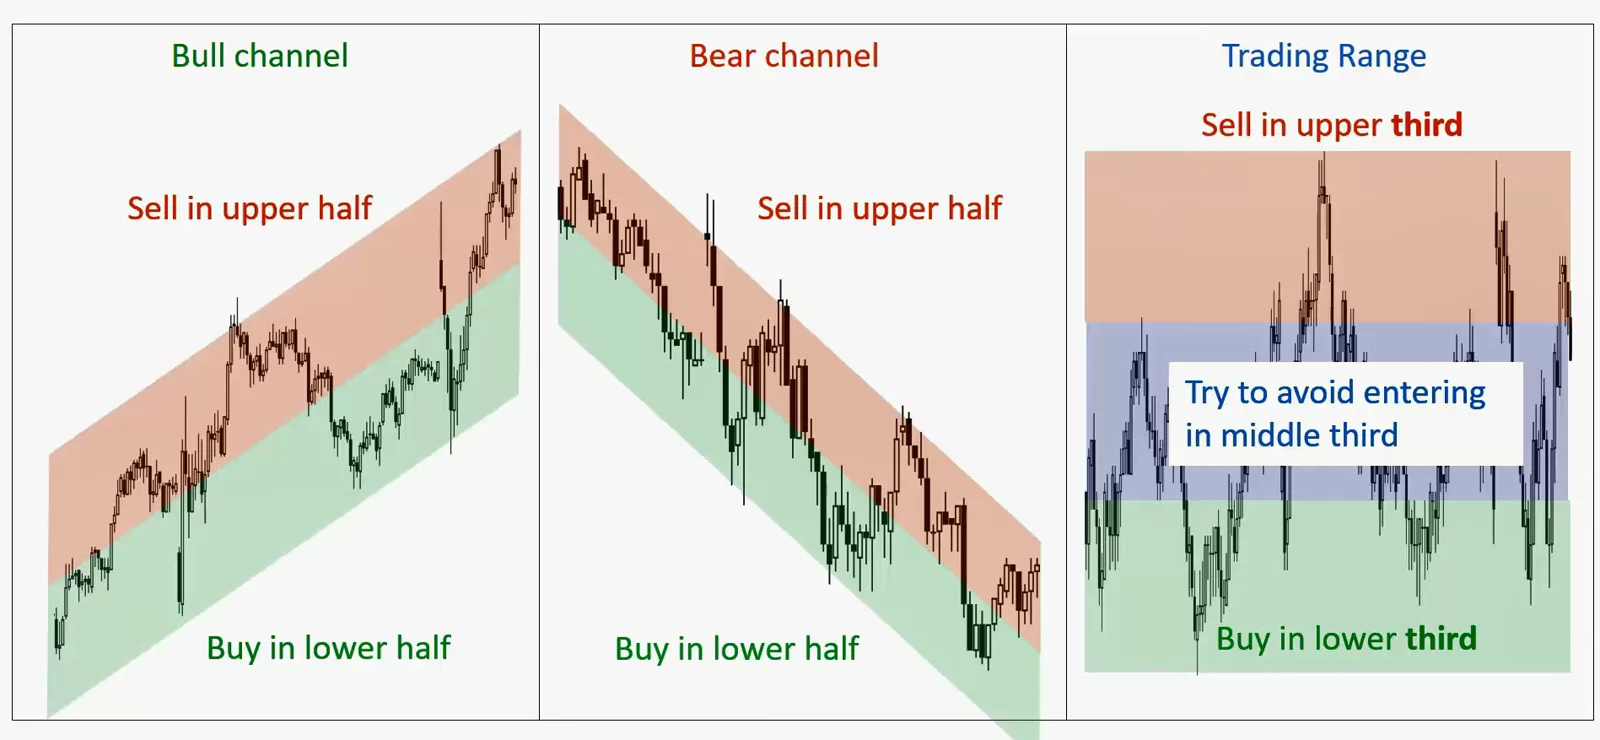 Bull channel
Sell in upper half
Buy in lower half
Bear channel
Sell in upper half
Buy in lower half
Trading Range
Sell in upper third
Try to avoid entering
in middle third
Buy in lower third